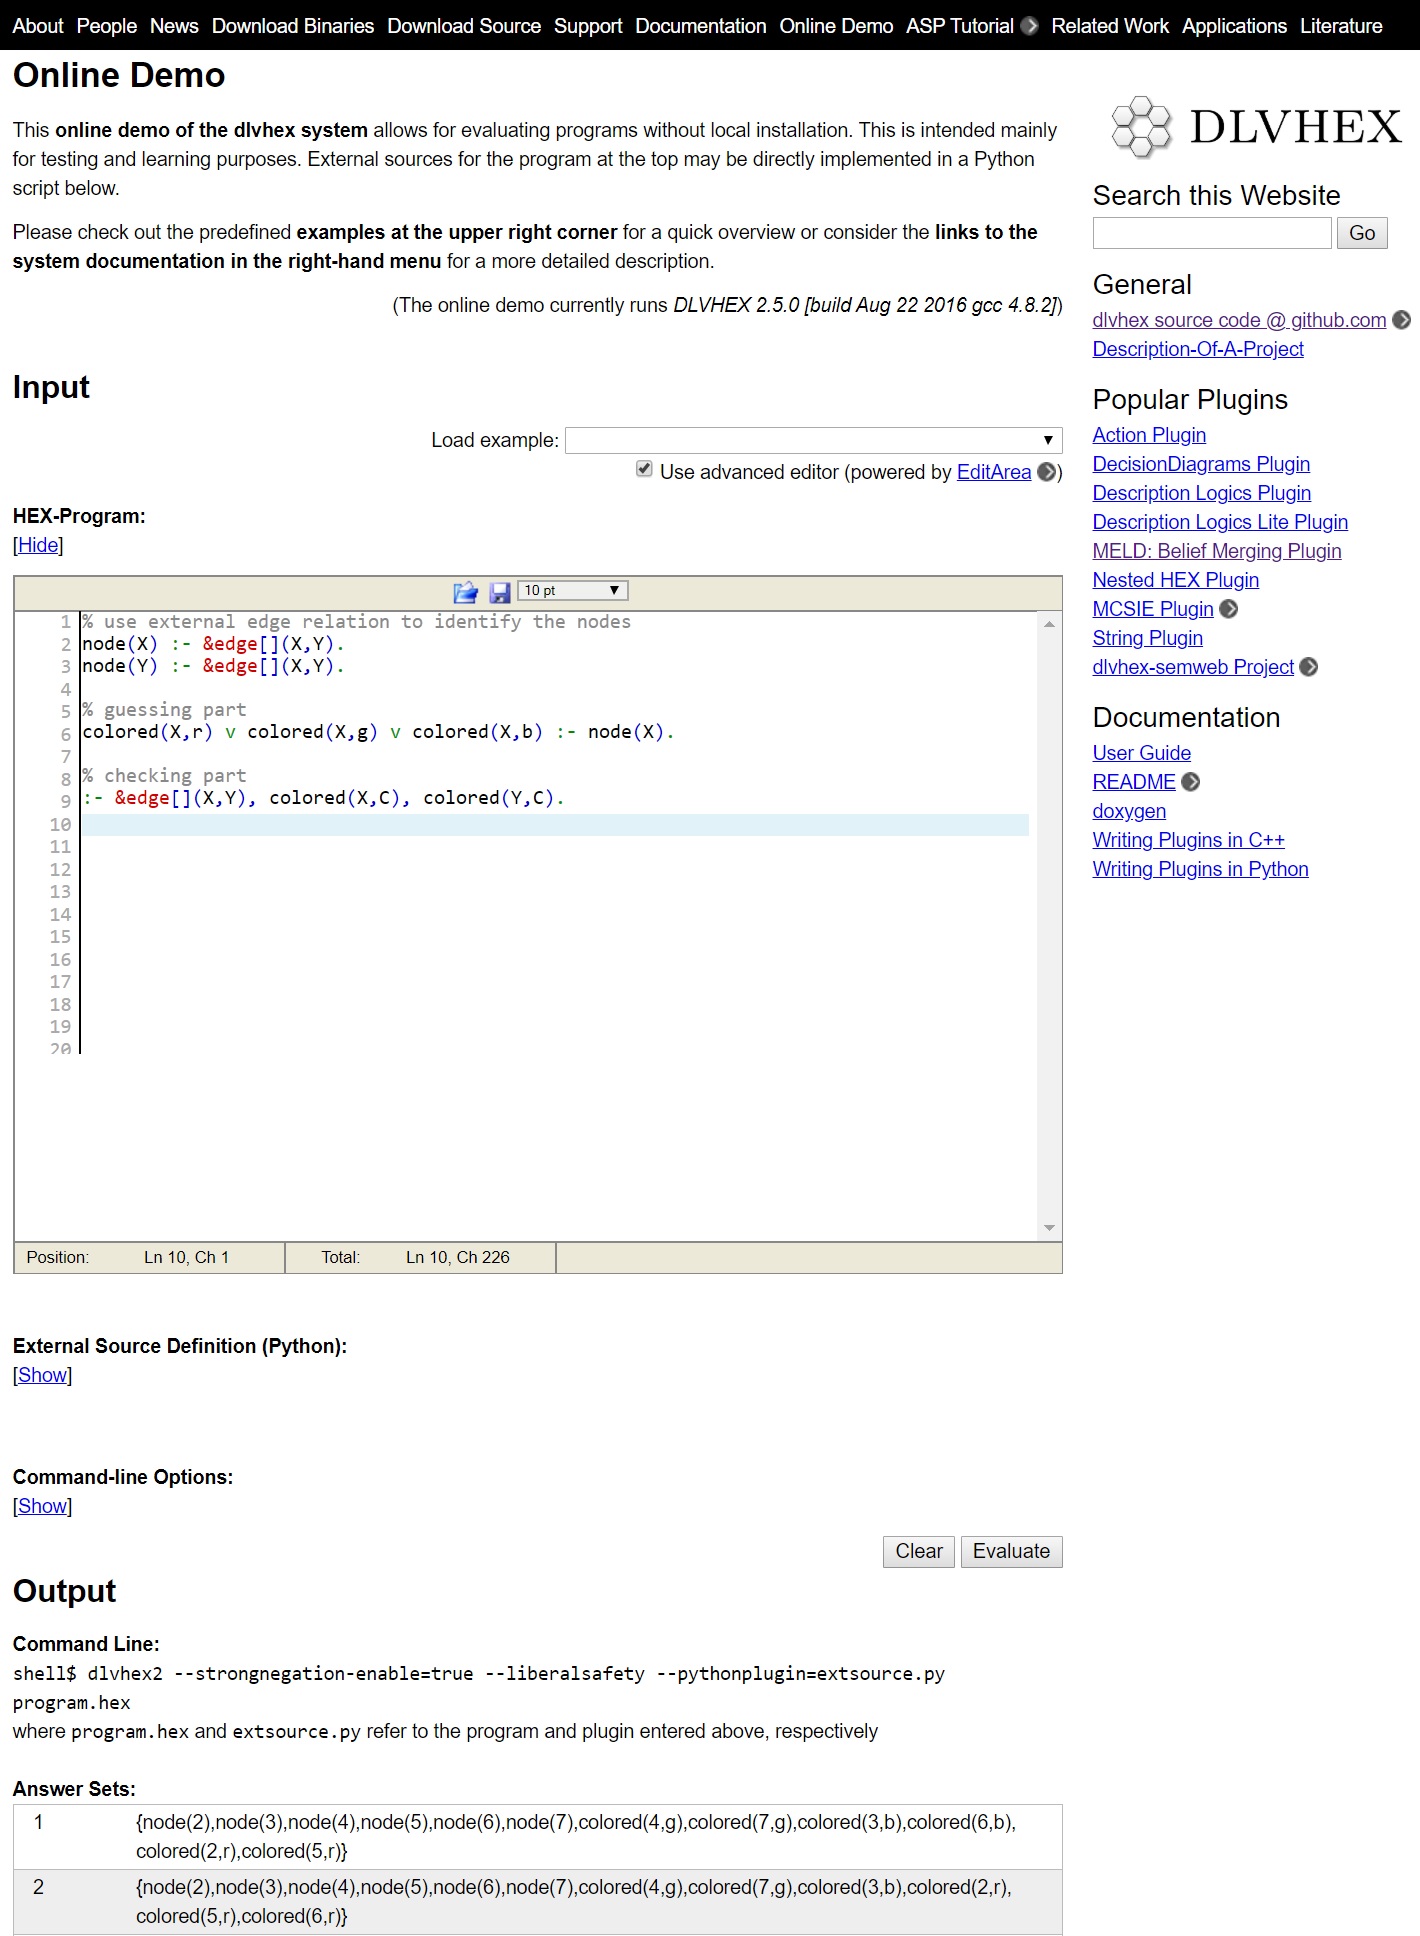 About People News Download Binaries Download Source Support Documentation Online Demo ASP Tutorial Related Work Applications Literature
Online Demo
This online demo of the dlvhex system allows for evaluating programs without local installation. This is intended mainly
for testing and learning purposes. External sources for the program at the top may be directly implemented in a Python
script below.
Please check out the predefined examples at the upper right corner for a quick overview or consider the links to the
system documentation in the right-hand menu for a more detailed description.
(The online demo currently runs DLVHEX 2.5.0 [build Aug 22 2016 gcc 4.8.2])
Input
Load example:
Use advanced editor (powered by EditArea )
HEX-Program:
[Hide]
10 pt
1 % use external edge relation to identify the nodes
2 node(X) :- &edge[](X,Y).
3 node(Y) :- &edge[](X,Y).
4
5 % guessing part
6 colored(X,r) v colored(X,g) v colored(X,b) :- node(X).
7
8 % checking part
9 :- &edge[](X,Y), colored(X,C), colored(Y,C).
10
11
12
13
14
15
16
17
18
19
20
Position: Ln 10, Ch 1 Total: Ln 10, Ch 226
External Source Definition (Python):
[Show]
Command-line Options:
[Show]
Clear Evaluate
Output
Command Line:
shell$ dlvhex2 --strongnegation-enable=true --liberalsafety --pythonplugin=extsource.py
program.hex
where program.hex and extsource.py refer to the program and plugin entered above, respectively
Answer Sets:
1 {node(2),node(3),node(4),node(5),node(6),node(7),colored(4,g),colored(7,g),colored(3,b),colored(6,b),
colored(2,r),colored(5,r)}
2 {node(2),node(3),node(4),node(5),node(6),node(7),colored(4,g),colored(7,g),colored(3,b),colored(2,r),
colored(5,r),colored(6,r)}
DLVHEX
Search this Website
Go
General
dlvhex source code @ github.com
Description-Of-A-Project
Popular Plugins
Action Plugin
DecisionDiagrams Plugin
Description Logics Plugin
Description Logics Lite Plugin
MELD: Belief Merging Plugin
Nested HEX Plugin
MCSIE Plugin
String Plugin
dlvhex-semweb Project
Documentation
User Guide
README
doxygen
Writing Plugins in C++
Writing Plugins in Python